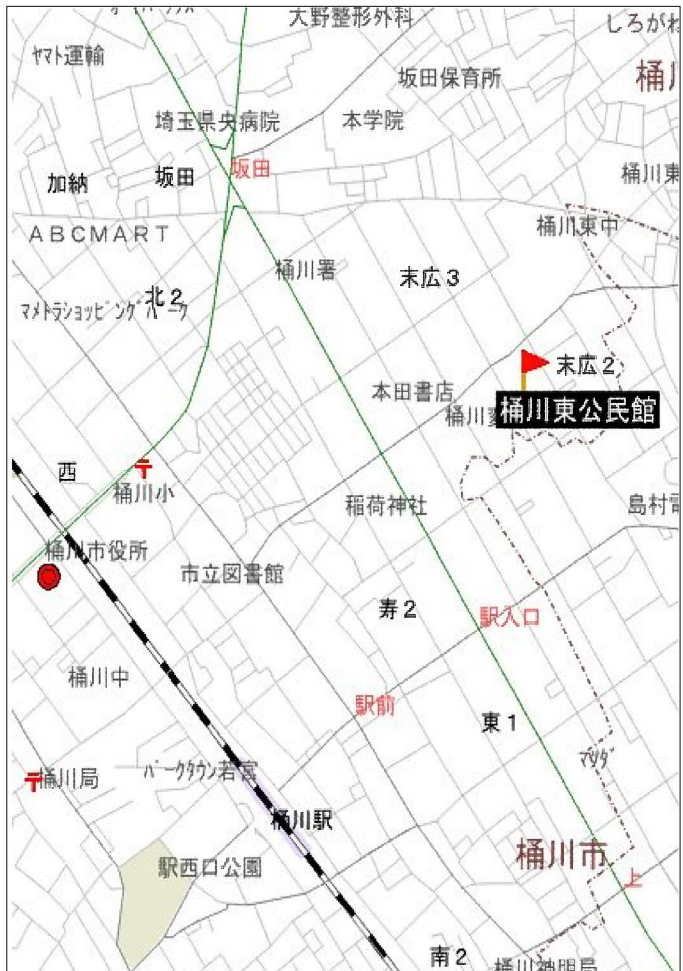 大野整形外科
しろがね
ヤマト運輸
坂田保育所
桶川
埼玉県央病院
本学院
坂田
坂田
加納
桶川東
桶川東中
ABCMART
桶川署
末広3
北2
マメトラショッピングパーク
末広2
本田書店
桶川東公民館
西
桶川小
稲荷神社
島村電
桶川市役所
市立図書館
寿2
駅入口
桶川中
駅前
東1
マツダ
桶川局
パークタウン若宮
桶川駅
桶川市
駅西口公園
上
南2
桶川神明局